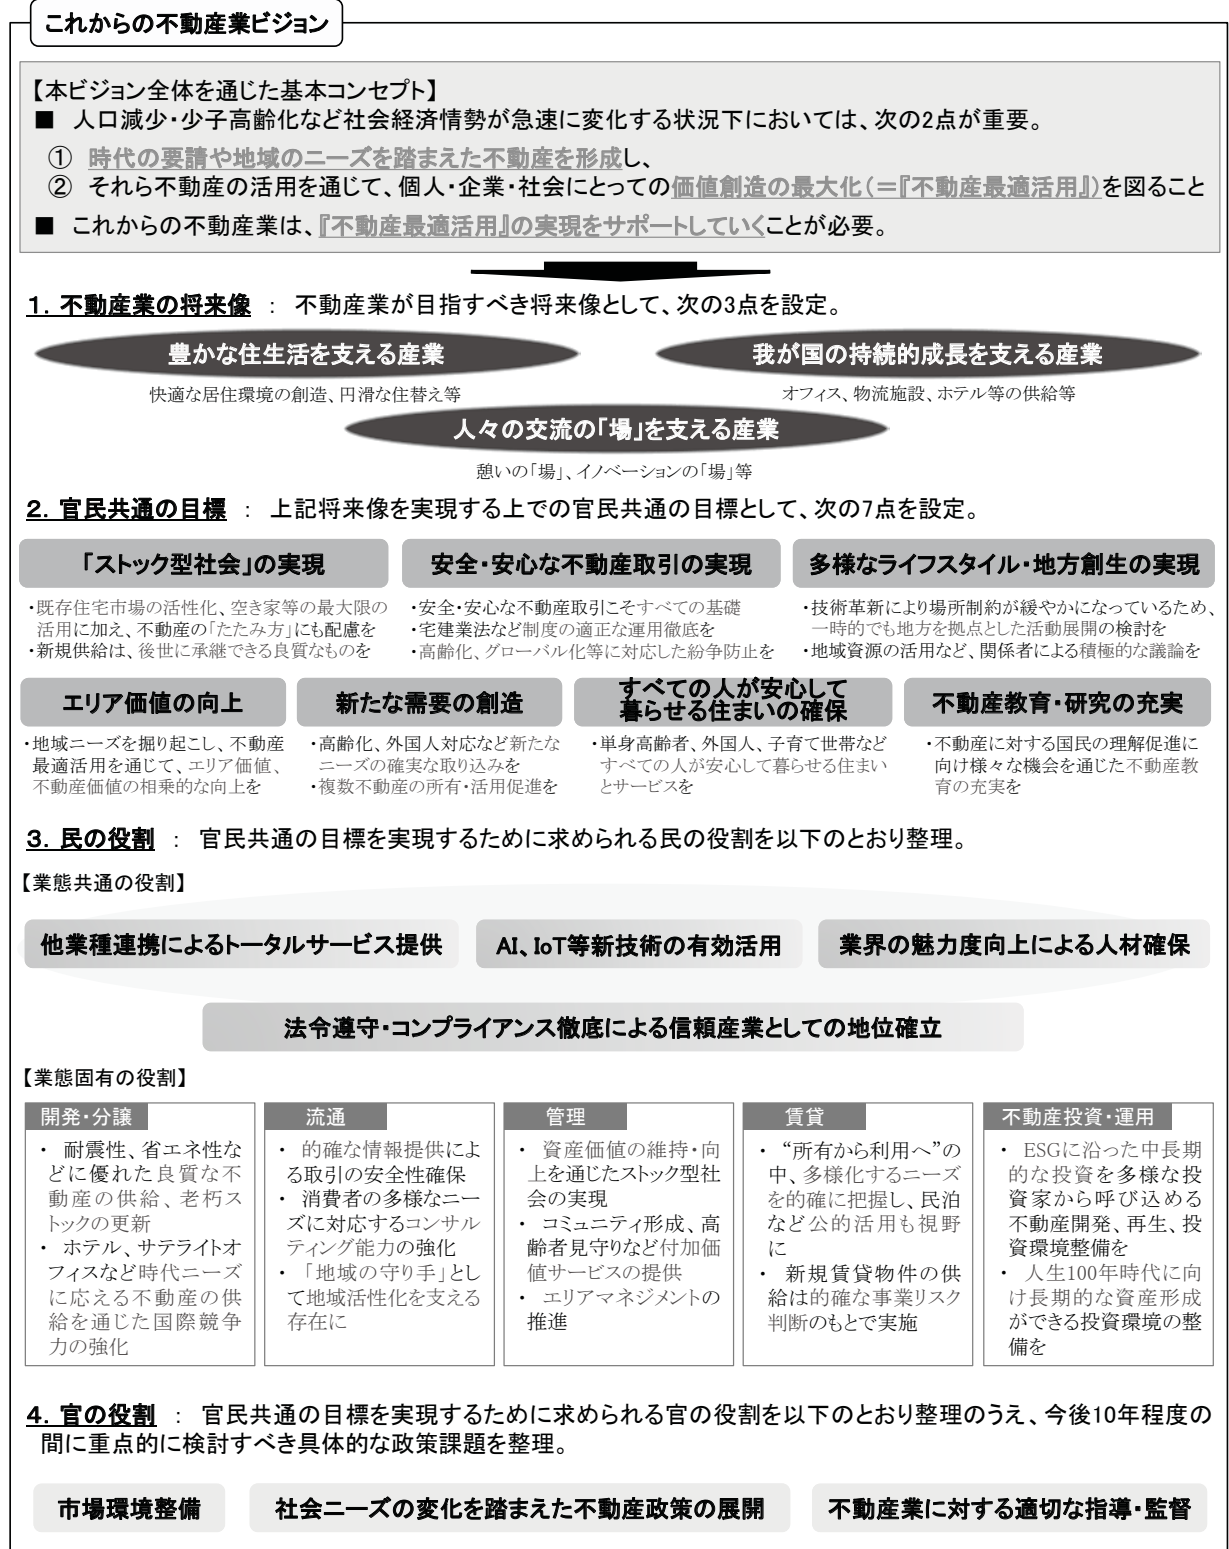 これからの不動産業ビジョン
【本ビジョン全体を通じた基本コンセプト】
■ 人口減少・少子高齢化など社会経済情勢が急速に変化する状況下においては、次の2点が重要。
① 時代の要請や地域のニーズを踏まえた不動産を形成し、
② それら不動産の活用を通じて、個人・企業・社会にとっての価値創造の最大化(＝『不動産最適活用』)を図ること
■ これからの不動産業は、『不動産最適活用』の実現をサポートしていくことが必要。
1. 不動産業の将来像 ： 不動産業が目指すべき将来像として、次の3点を設定。
豊かな住生活を支える産業
我が国の持続的成長を支える産業
快適な居住環境の創造、円滑な住替え等
オフィス、物流施設、ホテル等の供給等
人々の交流の「場」を支える産業
憩いの「場」、イノベーションの「場」等
2. 官民共通の目標 ： 上記将来像を実現する上での官民共通の目標として、次の7点を設定。
「ストック型社会」の実現
・既存住宅市場の活性化、空き家等の最大限の
活用に加え、不動産の「たたみ方」にも配慮を
・新規供給は、後世に承継できる良質なものを
安全・安心な不動産取引の実現
・安全・安心な不動産取引こそすべての基礎
・宅建業法など制度の適正な運用徹底を
・高齢化、グローバル化等に対応した紛争防止を
多様なライフスタイル・地方創生の実現
・技術革新により場所制約が緩やかになっているため、
一時的でも地方を拠点とした活動展開の検討を
・地域資源の活用など、関係者による積極的な議論を
エリア価値の向上
・地域ニーズを掘り起こし、不動産
最適活用を通じて、エリア価値、
不動産価値の相乗的な向上を
新たな需要の創造
・高齢化、外国人対応など新たな
ニーズの確実な取り込みを
・複数不動産の所有・活用促進を
すべての人が安心して
暮らせる住まいの確保
・単身高齢者、外国人、子育て世帯など
すべての人が安心して暮らせる住まい
とサービスを
不動産教育・研究の充実
・不動産に対する国民の理解促進に
向け様々な機会を通じた不動産教
育の充実を
3. 民の役割 ： 官民共通の目標を実現するために求められる民の役割を以下のとおり整理。
【業態共通の役割】
他業種連携によるトータルサービス提供
AI、IoT等新技術の有効活用
業界の魅力度向上による人材確保
法令遵守・コンプライアンス徹底による信頼産業としての地位確立
【業態固有の役割】
開発・分譲
・ 耐震性、省エネ性な
どに優れた良質な不
動産の供給、老朽ス
トックの更新
・ ホテル、サテライトオ
フィスなど時代ニーズ
に応える不動産の供
給を通じた国際競争
力の強化
流通
・ 的確な情報提供によ
る取引の安全性確保
・ 消費者の多様なニー
ズに対応するコンサル
ティング能力の強化
・ 「地域の守り手」とし
て地域活性化を支える
存在に
管理
・ 資産価値の維持・向
上を通じたストック型社
会の実現
・ コミュニティ形成、高
齢者見守りなど付加価
値サービスの提供
・ エリアマネジメントの
推進
賃貸
・ “所有から利用へ”の
中、多様化するニーズ
を的確に把握し、民泊
など公的活用も視野
に
・ 新規賃貸物件の供
給は的確な事業リスク
判断のもとで実施
不動産投資・運用
・ ESGに沿った中長期
的な投資を多様な投
資家から呼び込める
不動産開発、再生、投
資環境整備を
・ 人生100年時代に向
け長期的な資産形成
ができる投資環境の整
備を
4. 官の役割 ： 官民共通の目標を実現するために求められる官の役割を以下のとおり整理のうえ、今後10年程度の
間に重点的に検討すべき具体的な政策課題を整理。
市場環境整備
社会ニーズの変化を踏まえた不動産政策の展開
不動産業に対する適切な指導・監督